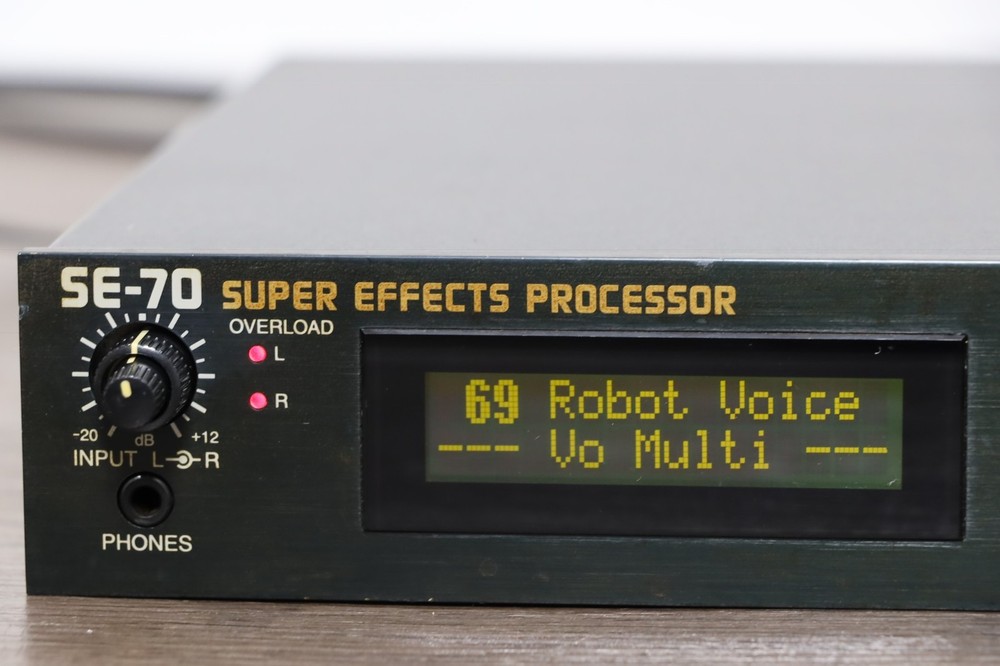 SE-70 SUPER EFFECTS PROCESSOR
OVERLOAD
L
R
-20 dB +12
INPUT L R
PHONES
69 Robot Voice
--- Vo Multi ---